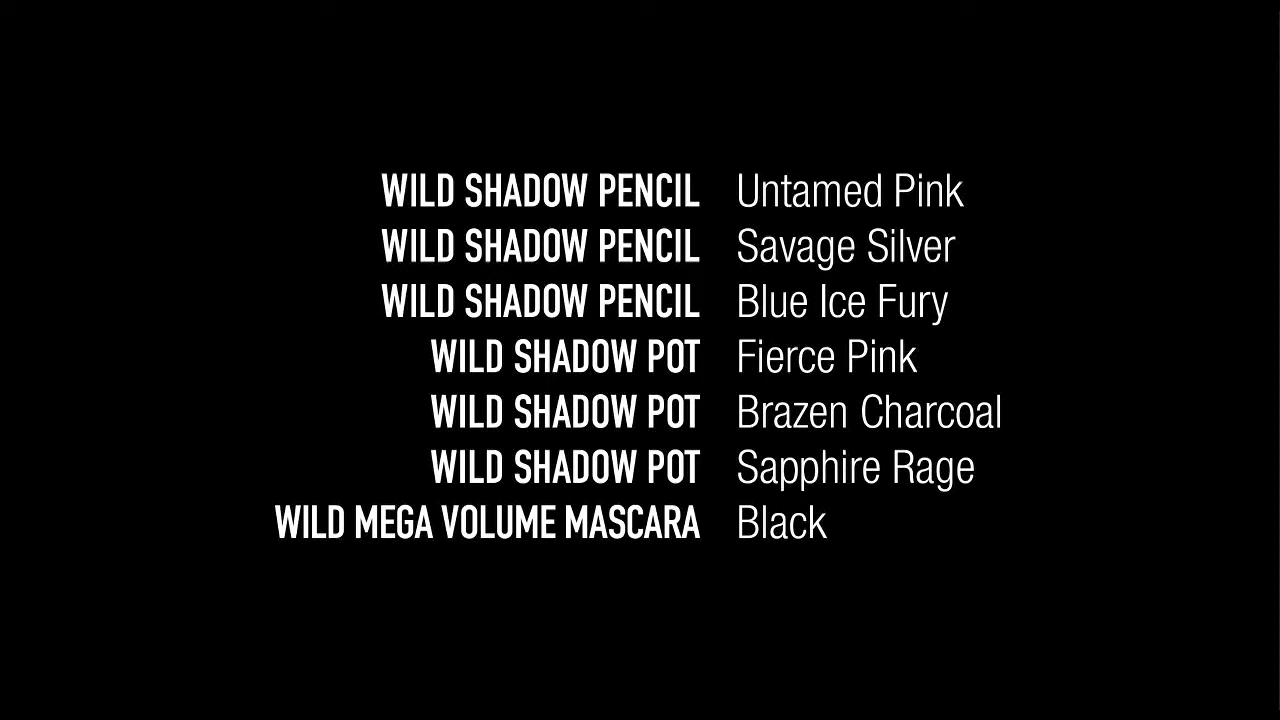 WILD SHADOW PENCIL Untamed Pink
WILD SHADOW PENCIL Savage Silver
WILD SHADOW PENCIL Blue Ice Fury
WILD SHADOW POT Fierce Pink
WILD SHADOW POT Brazen Charcoal
WILD SHADOW POT Sapphire Rage
WILD MEGA VOLUME MASCARA Black